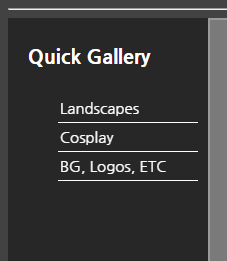 Quick Gallery
Landscapes
Cosplay
BG, Logos, ETC